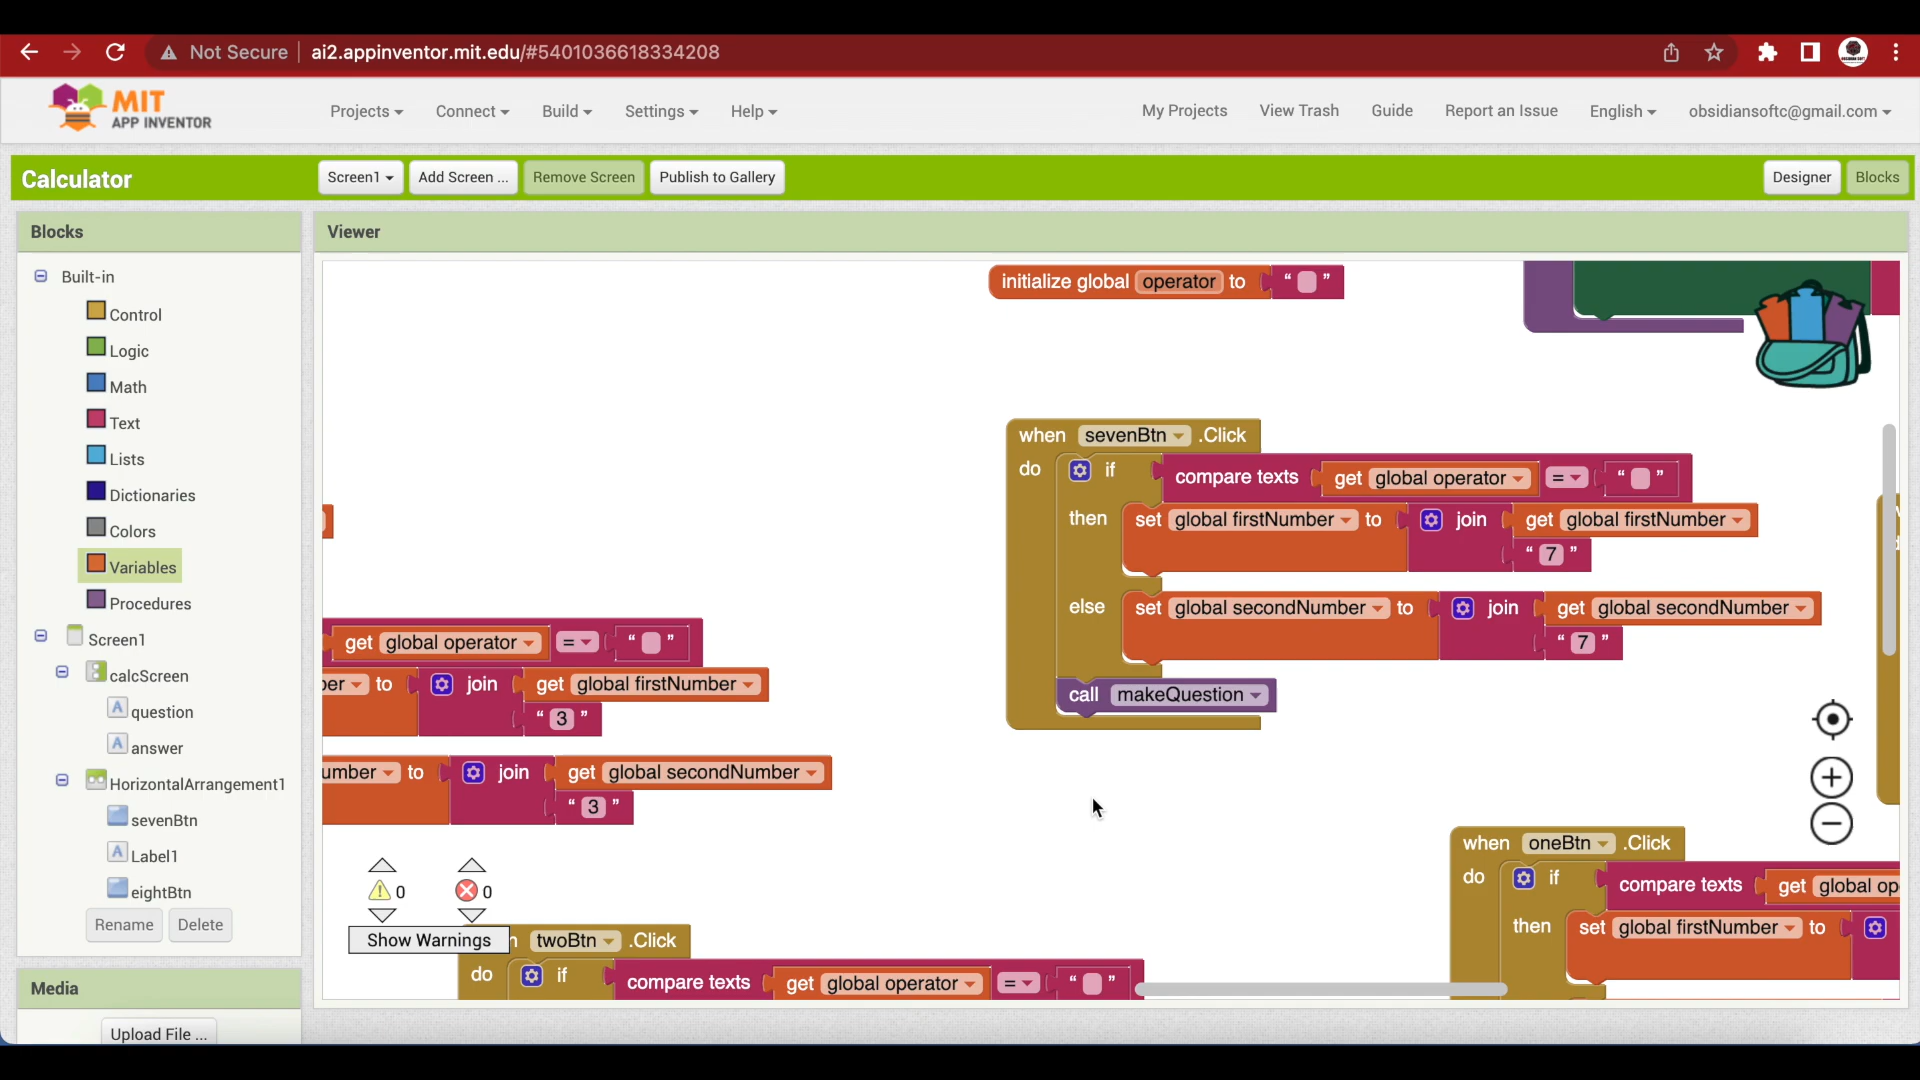 Not Secure ai2.appinventor.mit.edu/#5401036618334208
MIT
APP INVENTOR
Projects Connect Build Settings Help My Projects View Trash Guide Report an Issue English obsidiansoftc@gmail.com
Calculator Screen1 Add Screen ... Remove Screen Publish to Gallery Designer Blocks
Blocks
Viewer
Built-in
Control
Logic
Math
Text
Lists
Dictionaries
Colors
Variables
Procedures
Screen1
calcScreen
question
answer
HorizontalArrangement1
sevenBtn
Label1
eightBtn
Rename Delete
Media
Upload File ...
initialize global operator to “ ”
when sevenBtn .Click
do if compare texts get global operator = “ ”
then set global firstNumber to join get global firstNumber
“ 7 ”
else set global secondNumber to join get global secondNumber
“ 7 ”
call makeQuestion
get global operator = “ ”
to join get global firstNumber
“ 3 ”
to join get global secondNumber
“ 3 ”
0 0
Show Warnings
twoBtn .Click
do if compare texts get global operator = “ ”
when oneBtn .Click
do if compare texts get global op
then set global firstNumber to